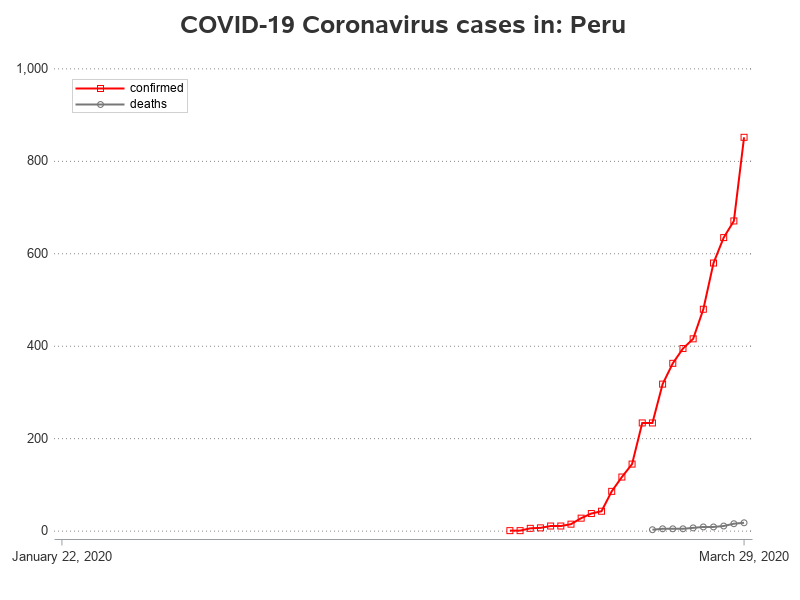 COVID-19 Coronavirus cases in: Peru
1,000
confirmed
deaths
800
600
400
200
0
January 22, 2020
March 29, 2020